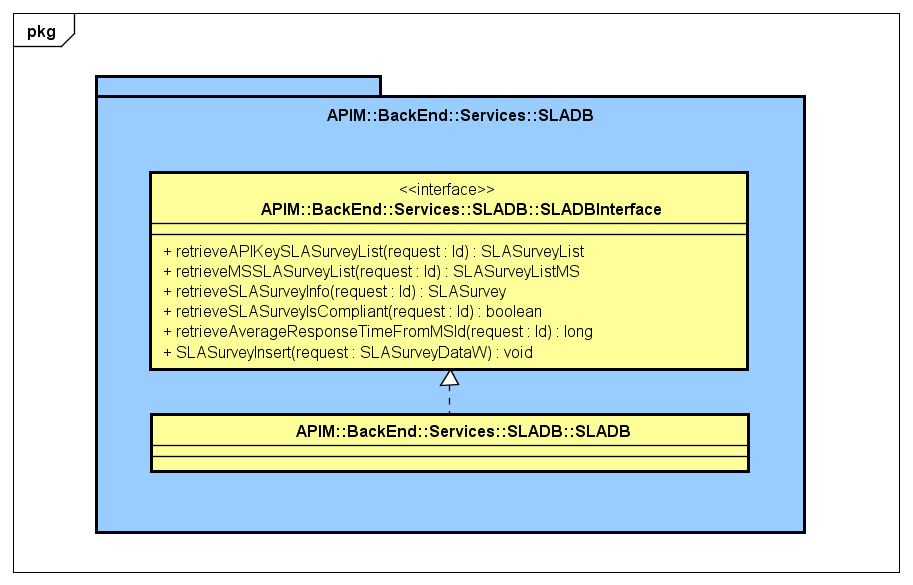 pkg
APIM::BackEnd::Services::SLADB
<<interface>>
APIM::BackEnd::Services::SLADB::SLADBInterface
+ retrieveAPIKeySLASurveyList(request : Id) : SLASurveyList
+ retrieveMSSLASurveyList(request : Id) : SLASurveyListMS
+ retrieveSLASurveyInfo(request : Id) : SLASurvey
+ retrieveSLASurveyIsCompliant(request : Id) : boolean
+ retrieveAverageResponseTimeFromMSId(request : Id) : long
+ SLASurveyInsert(request : SLASurveyDataW) : void
APIM::BackEnd::Services::SLADB::SLADB